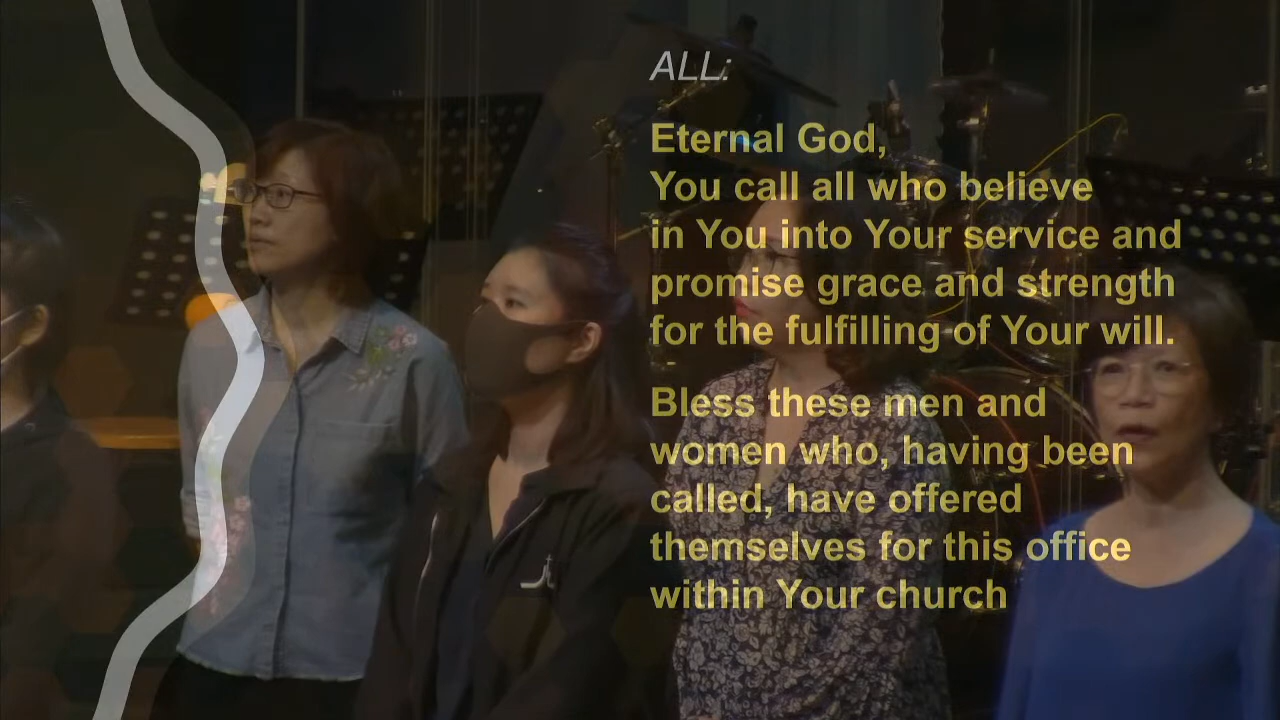 ALL:
Eternal God,
You call all who believe
in You into Your service and
promise grace and strength
for the fulfilling of Your will.
Bless these men and
women who, having been
called, have offered
themselves for this office
within Your church